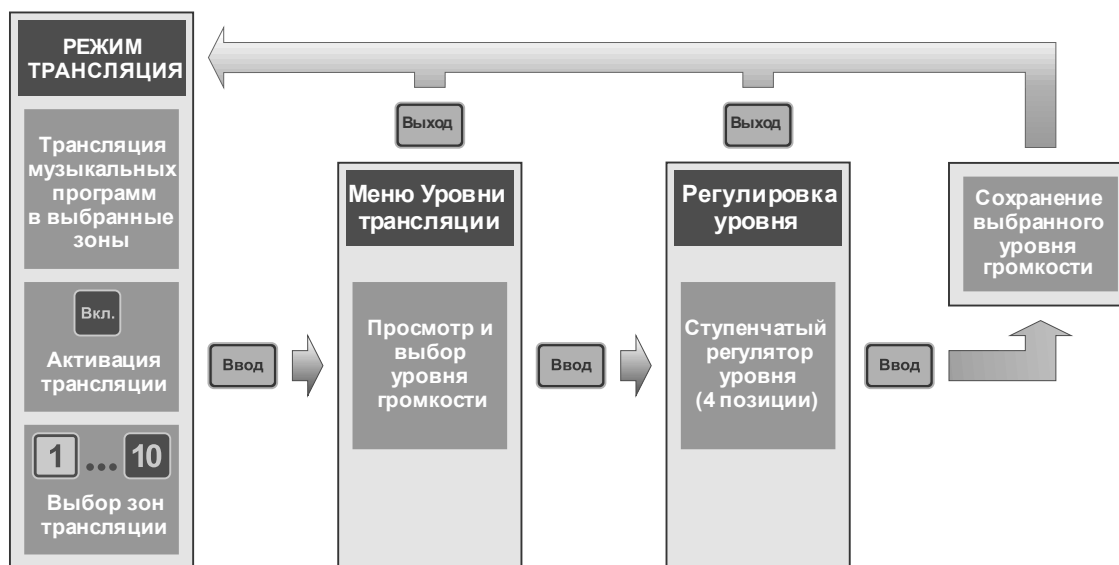 РЕЖИМ
ТРАНСЛЯЦИЯ
Трансляция
музыкальных
программ
в выбранные
зоны
Вкл.
Активация
трансляции
1 ... 10
Выбор зон
трансляции
Ввод
Выход
Меню Уровни
трансляции
Просмотр и
выбор
уровня
громкости
Ввод
Выход
Регулировка
уровня
Ступенчатый
регулятор
уровня
(4 позиции)
Ввод
Сохранение
выбранного
уровня
громкости